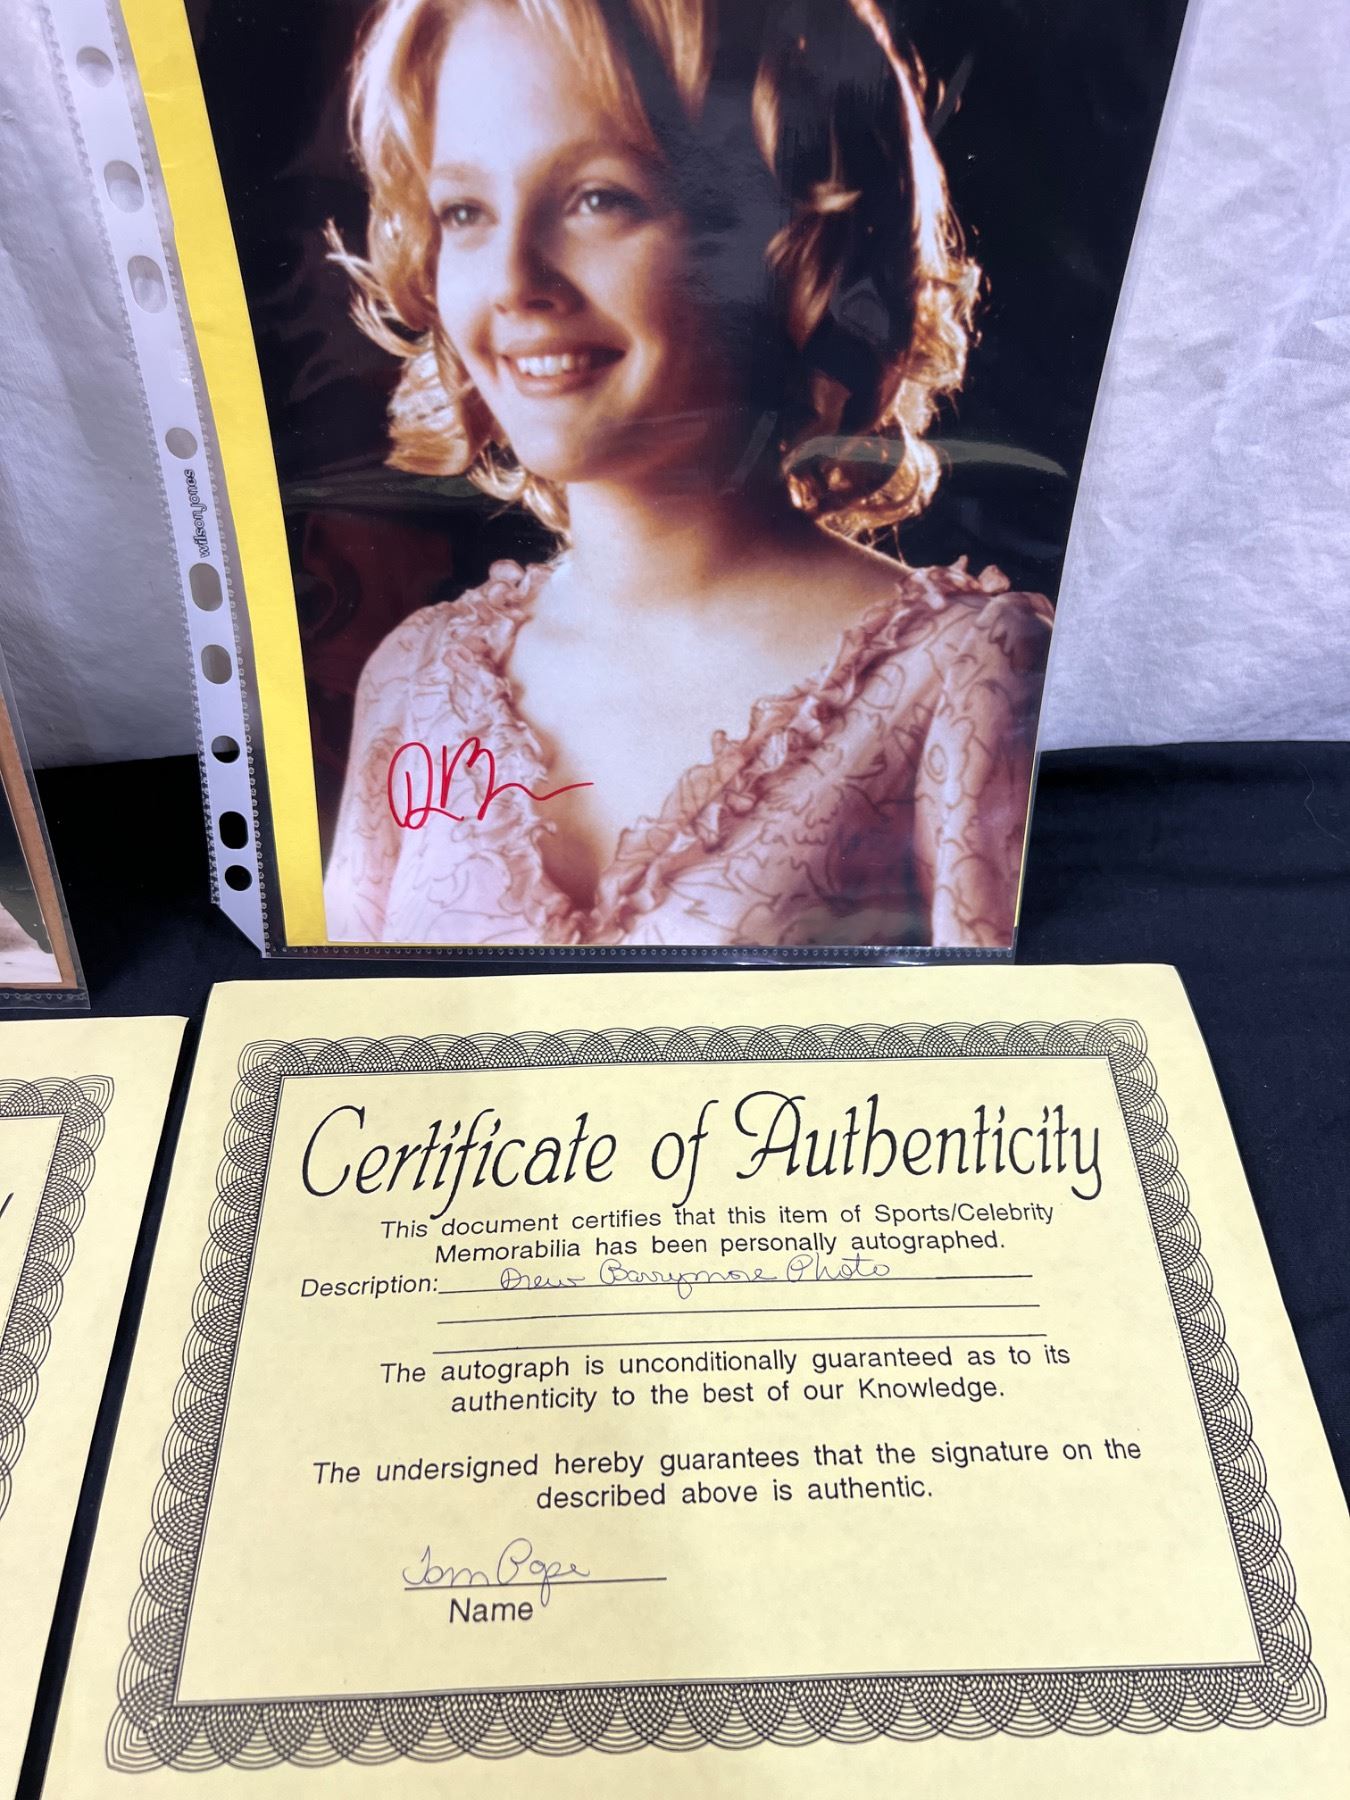 wilson jones
DB
Certificate of Authenticity
This document certifies that this item of Sports/Celebrity
Memorabilia has been personally autographed.
Description: Drew Barrymore Photo
The autograph is unconditionally guaranteed as to its
authenticity to the best of our Knowledge.
The undersigned hereby guarantees that the signature on the
described above is authentic.
Tom Pope
Name